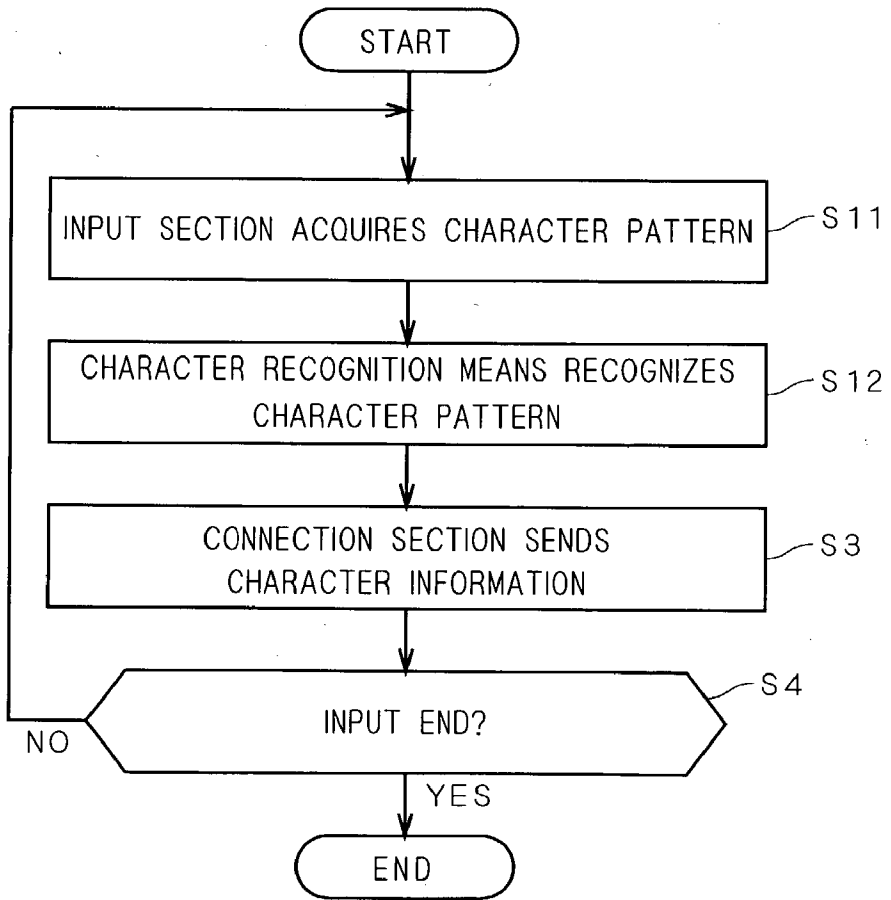 START
INPUT SECTION ACQUIRES CHARACTER PATTERN
S11
CHARACTER RECOGNITION MEANS RECOGNIZES
CHARACTER PATTERN
S12
CONNECTION SECTION SENDS
CHARACTER INFORMATION
S3
S4
INPUT END?
NO
YES
END